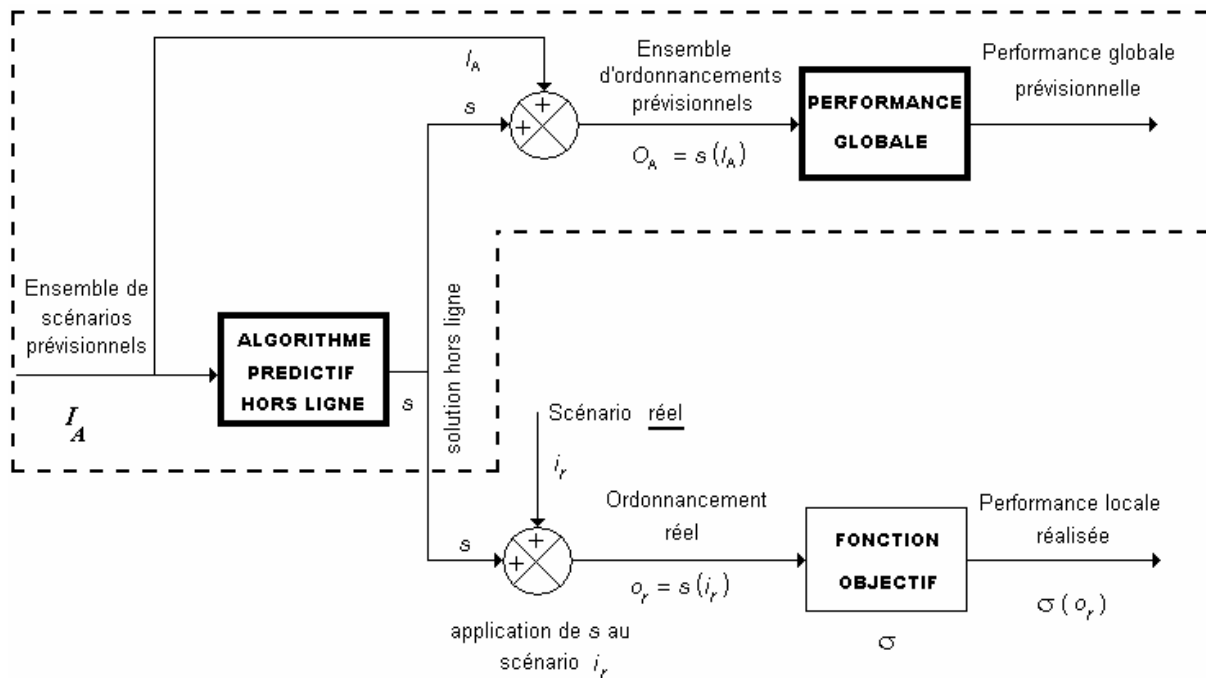 I_A
s
Ensemble
d'ordonnancements
prévisionnels
O_A = s(I_A)
PERFORMANCE
GLOBALE
Performance globale
prévisionnelle
+
+
Ensemble de
scénarios
prévisionnels
I_A
ALGORITHME
PREDICTIF
HORS LIGNE
s
solution hors ligne
Scénario réel
i_r
s
+
+
application de s au
scénario i_r
Ordonnancement
réel
o_r = s(i_r)
FONCTION
OBJECTIF
σ
Performance locale
réalisée
σ(o_r)